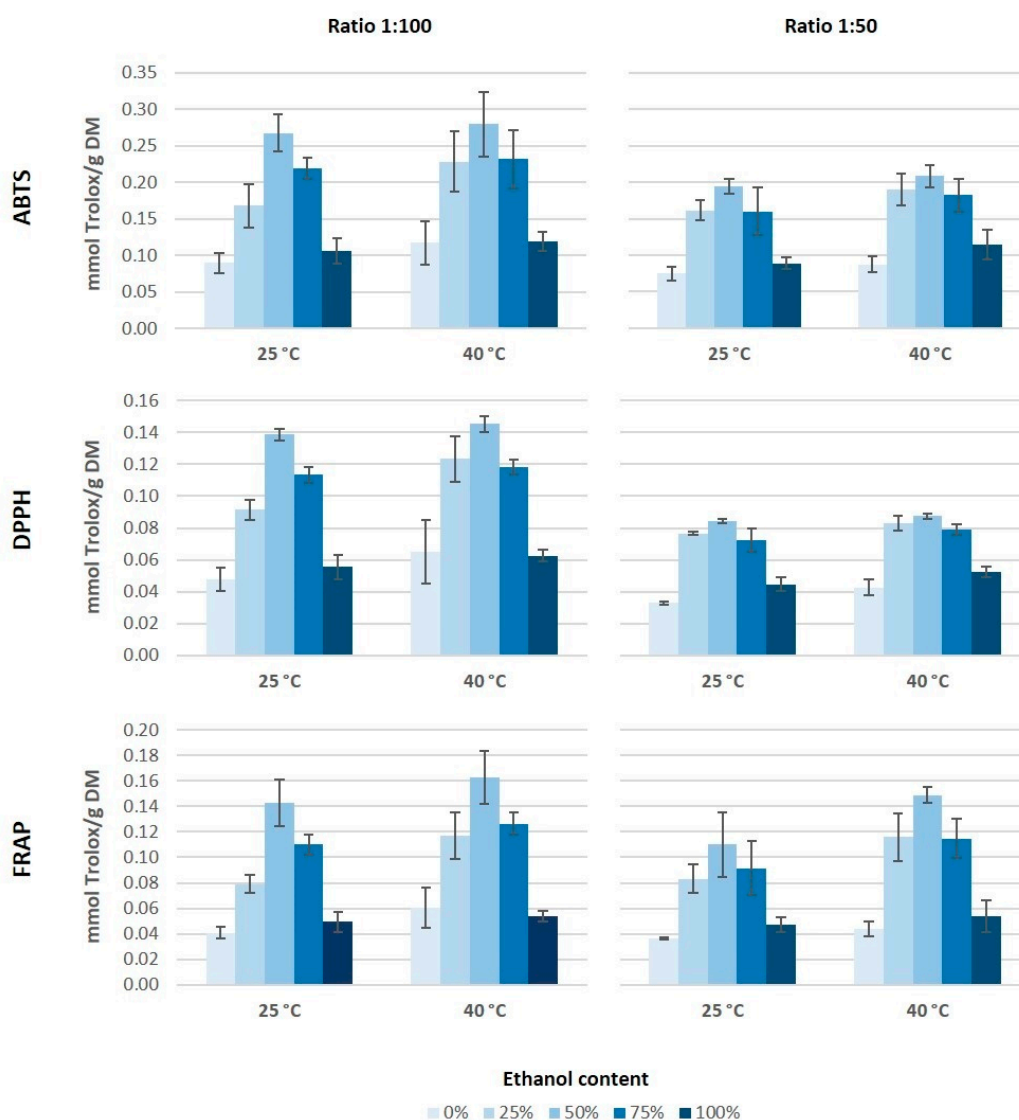 Ratio 1:100 Ratio 1:50
ABTS
mmol Trolox/g DM
0.35
0.30
0.25
0.20
0.15
0.10
0.05
0.00
25 °C 40 °C 25 °C 40 °C
DPPH
mmol Trolox/g DM
0.16
0.14
0.12
0.10
0.08
0.06
0.04
0.02
0.00
25 °C 40 °C 25 °C 40 °C
FRAP
mmol Trolox/g DM
0.20
0.18
0.16
0.14
0.12
0.10
0.08
0.06
0.04
0.02
0.00
25 °C 40 °C 25 °C 40 °C
Ethanol content
0% 25% 50% 75% 100%